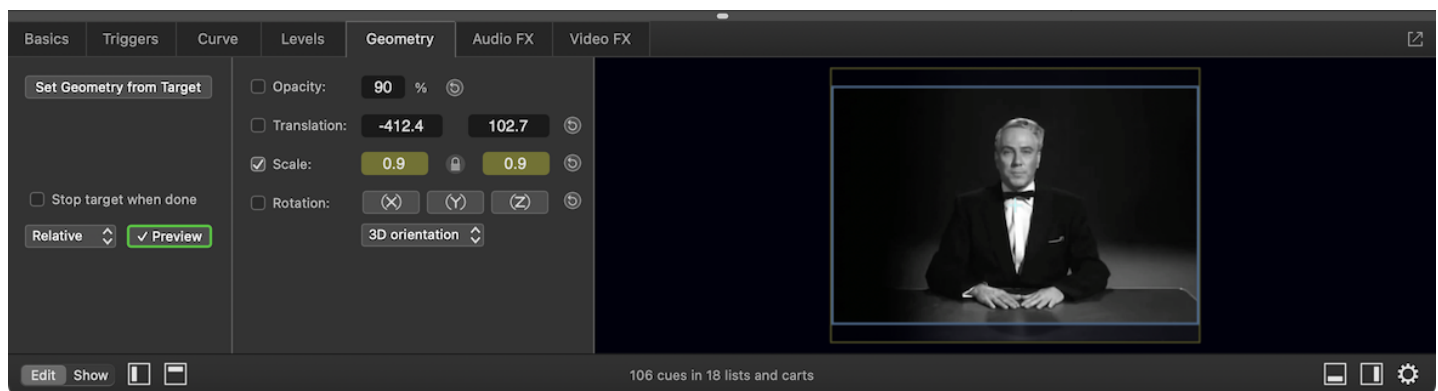 Basics Triggers Curve Levels Geometry Audio FX Video FX
Set Geometry from Target
Opacity: 90 %
Translation: -412.4 102.7
Scale: 0.9 0.9
Stop target when done
Rotation: (X) (Y) (Z)
Relative ✓ Preview
3D orientation
Edit Show
106 cues in 18 lists and carts